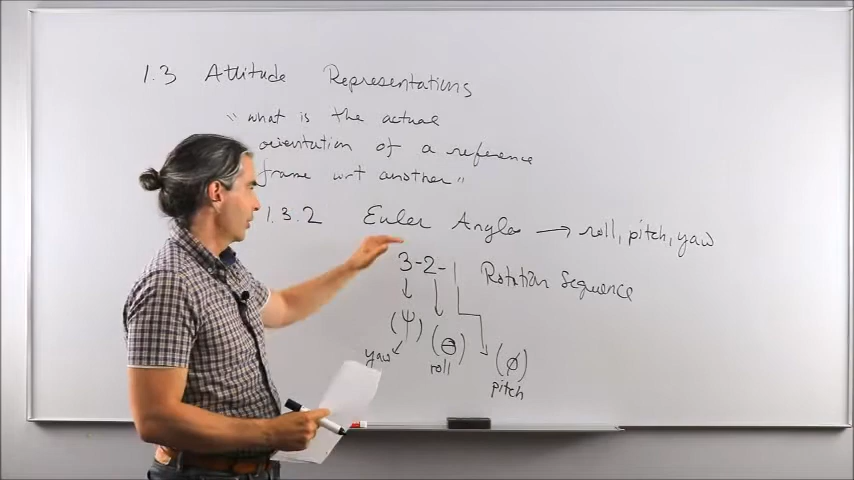 1.3 Attitude Representations
"what is the actual
orientation of a reference
frame wrt another"
1.3.2 Euler Angles → roll, pitch, yaw
3-2-1 Rotation Sequence
(ψ) (θ) (ø)
yaw roll pitch